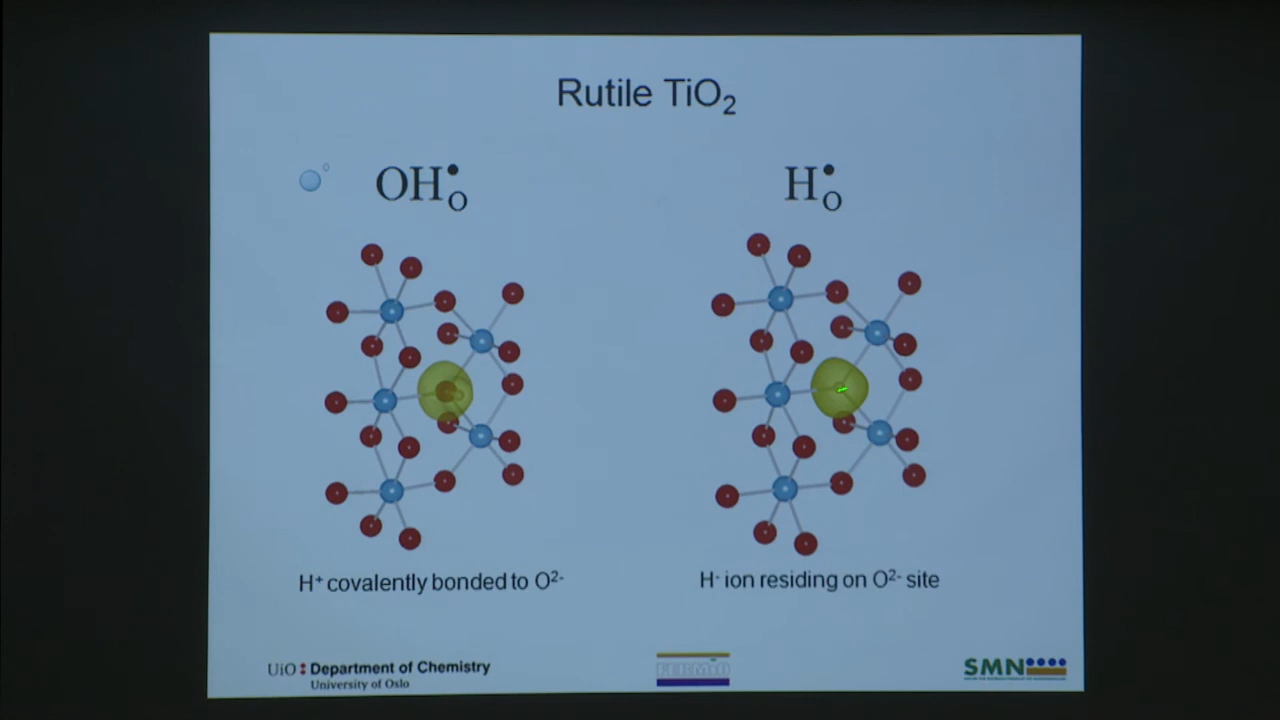 Rutile TiO₂
OH•O
H•O
H⁺ covalently bonded to O²⁻
H⁻ ion residing on O²⁻ site
UiO Department of Chemistry
University of Oslo
FERMiO
SMN